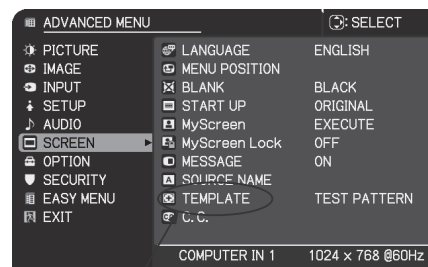 ADVANCED MENU : SELECT
PICTURE
IMAGE
INPUT
SETUP
AUDIO
SCREEN
OPTION
SECURITY
EASY MENU
EXIT
LANGUAGE ENGLISH
MENU POSITION
BLANK BLACK
START UP ORIGINAL
MyScreen EXECUTE
MyScreen Lock OFF
MESSAGE ON
SOURCE NAME
TEMPLATE TEST PATTERN
C. C.
COMPUTER IN 1 1024 x 768 @60Hz